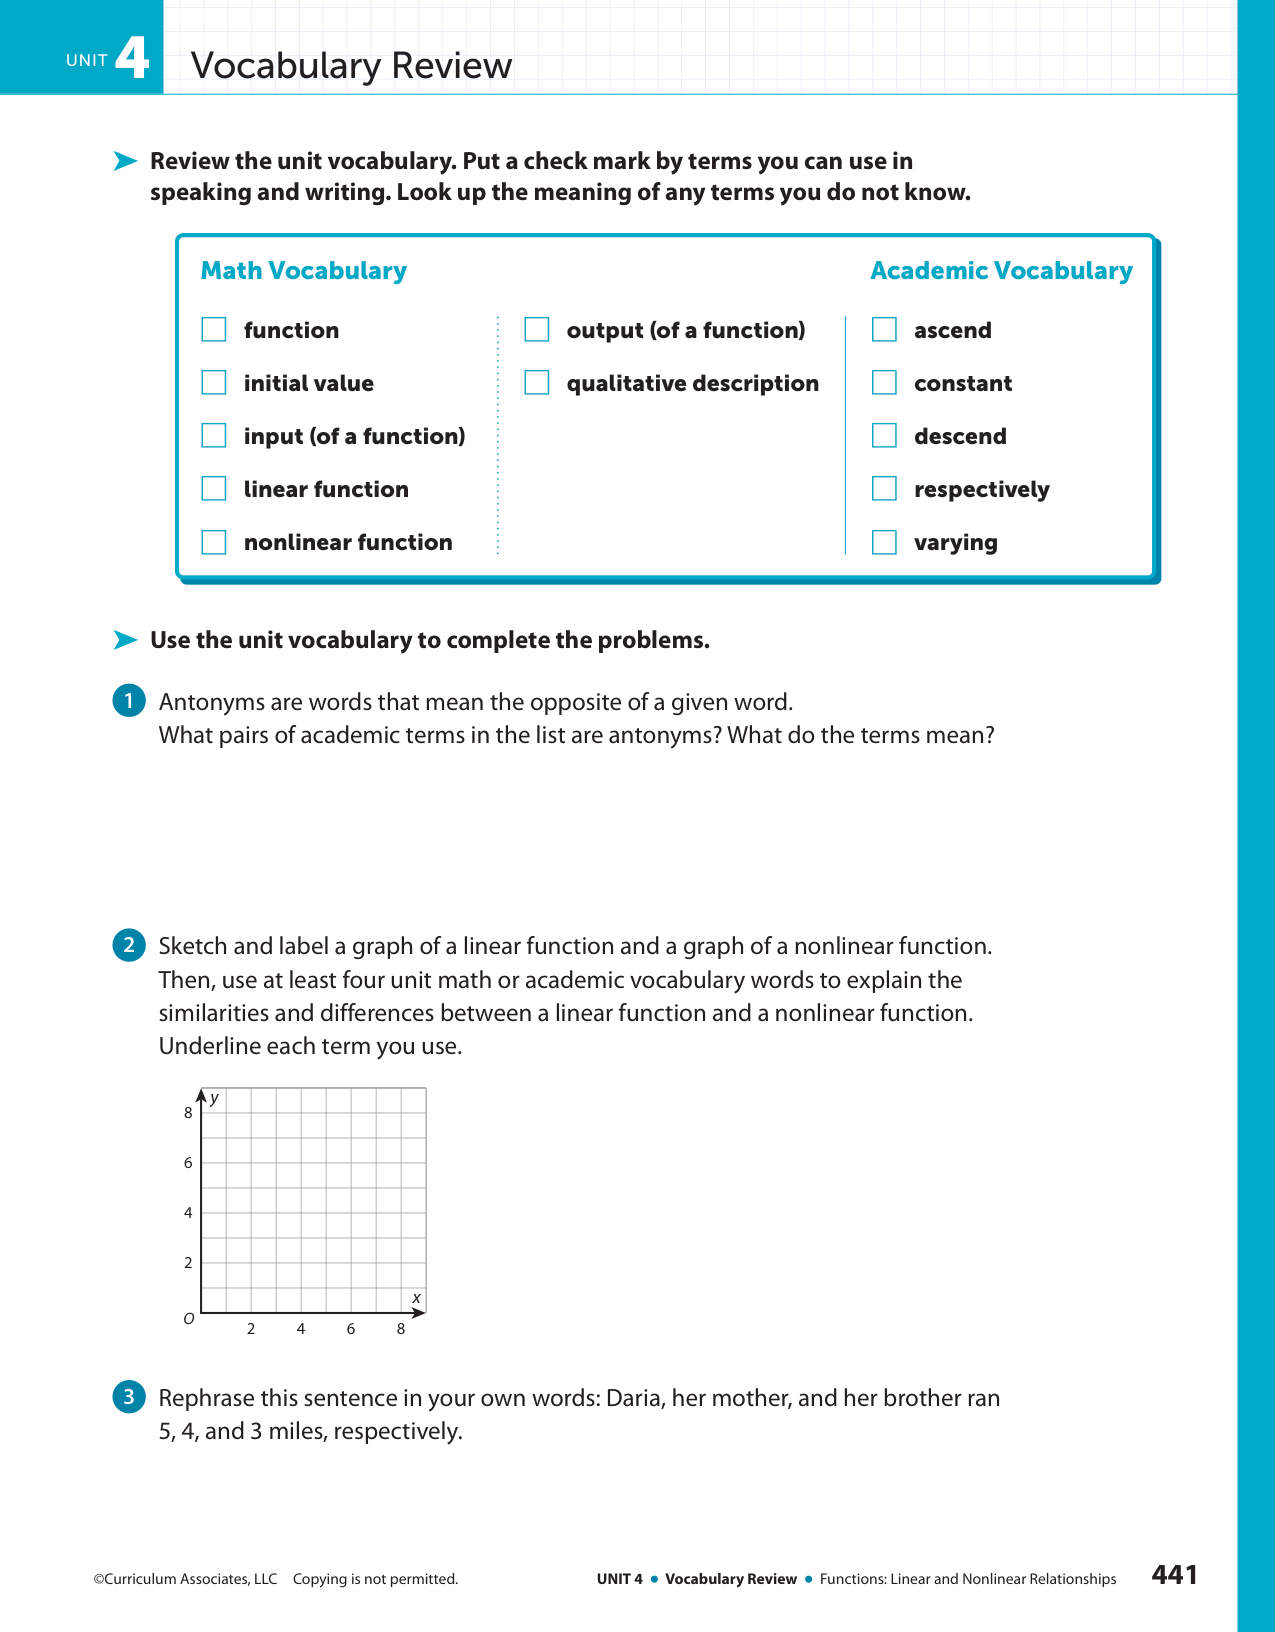 UNIT 4 Vocabulary Review
Review the unit vocabulary. Put a check mark by terms you can use in
speaking and writing. Look up the meaning of any terms you do not know.
Math Vocabulary
function
initial value
input (of a function)
linear function
nonlinear function
output (of a function)
qualitative description
Academic Vocabulary
ascend
constant
descend
respectively
varying
Use the unit vocabulary to complete the problems.
1 Antonyms are words that mean the opposite of a given word.
What pairs of academic terms in the list are antonyms? What do the terms mean?
2 Sketch and label a graph of a linear function and a graph of a nonlinear function.
Then, use at least four unit math or academic vocabulary words to explain the
similarities and differences between a linear function and a nonlinear function.
Underline each term you use.
y
8
6
4
2
x
O
2 4 6 8
3 Rephrase this sentence in your own words: Daria, her mother, and her brother ran
5, 4, and 3 miles, respectively.
©Curriculum Associates, LLC Copying is not permitted. UNIT 4 • Vocabulary Review • Functions: Linear and Nonlinear Relationships 441